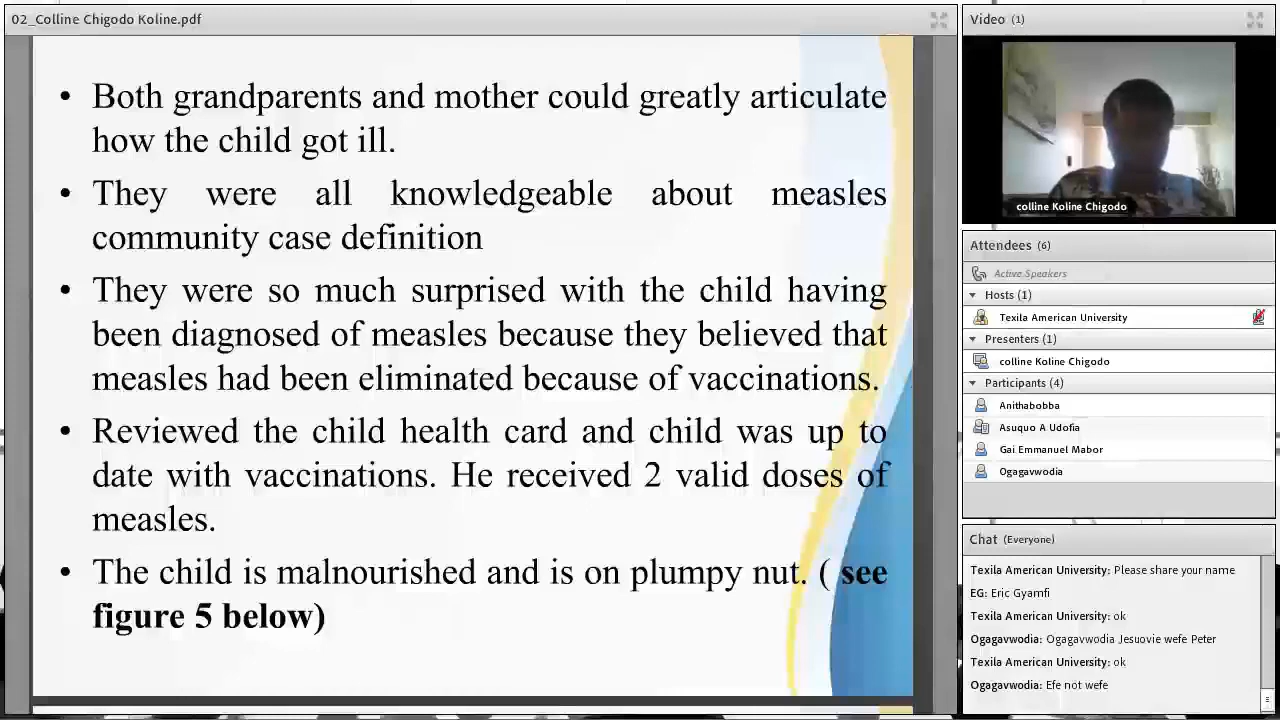 02_Colline Chigodo Koline.pdf
• Both grandparents and mother could greatly articulate
how the child got ill.
• They were all knowledgeable about measles
community case definition
• They were so much surprised with the child having
been diagnosed of measles because they believed that
measles had been eliminated because of vaccinations.
• Reviewed the child health card and child was up to
date with vaccinations. He received 2 valid doses of
measles.
• The child is malnourished and is on plumpy nut. ( see
figure 5 below)
Video (1)
colline Koline Chigodo
Attendees (6)
Active Speakers
Hosts (1)
Texila American University
Presenters (1)
colline Koline Chigodo
Participants (4)
Anithabobba
Asuquo A Udofia
Gai Emmanuel Mabor
Ogagavwodia
Chat (Everyone)
Texila American University: Please share your name
EG: Eric Gyamfi
Texila American University: ok
Ogagavwodia: Ogagavwodia Jesuovie wefe Peter
Texila American University: ok
Ogagavwodia: Efe not wefe